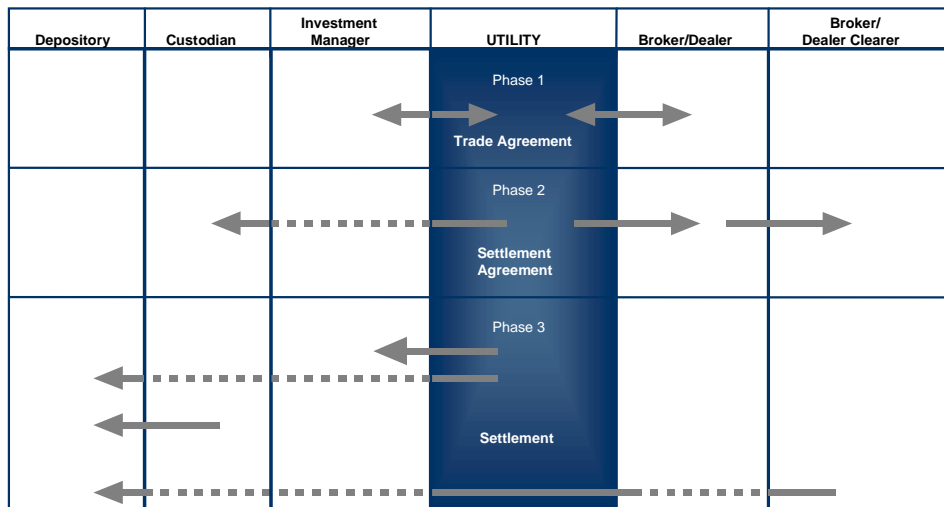 Depository
Custodian
Investment
Manager
UTILITY
Broker/Dealer
Broker/
Dealer Clearer
Phase 1
Trade Agreement
Phase 2
Settlement
Agreement
Phase 3
Settlement